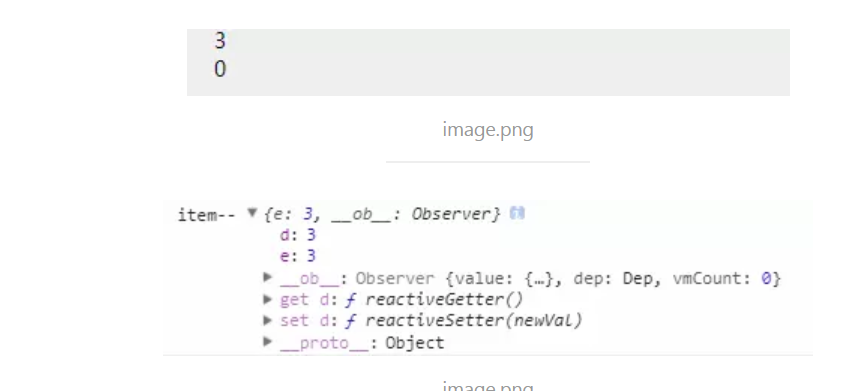 3
0
image.png
item-- ▼ {e: 3, __ob__: Observer} i
d: 3
e: 3
▶ __ob__: Observer {value: {…}, dep: Dep, vmCount: 0}
▶ get d: ƒ reactiveGetter()
▶ set d: ƒ reactiveSetter(newVal)
▶ __proto__: Object
image.png